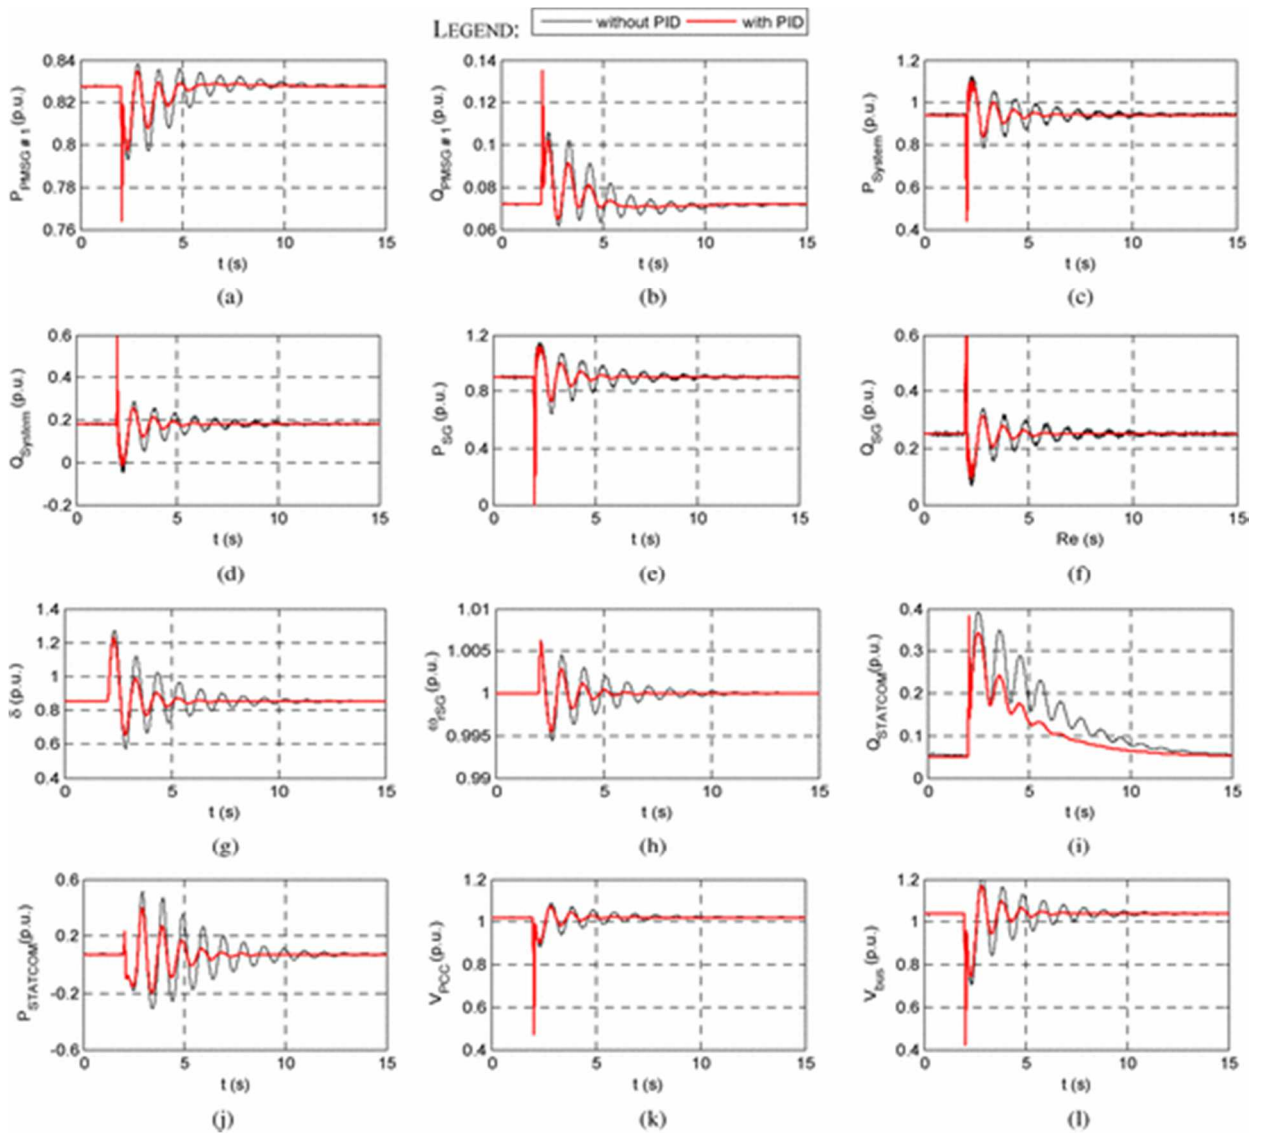 LEGEND: without PID with PID
0.84
0.82
0.8
0.78
0.76
P_PMSG # 1 (p.u.)
0 5 10 15
t (s)
(a)
0.14
0.12
0.1
0.08
0.06
Q_PMSG # 1 (p.u.)
0 5 10 15
t (s)
(b)
1.2
1
0.8
0.6
0.4
P_System (p.u.)
0 5 10 15
t (s)
(c)
0.6
0.4
0.2
0
-0.2
Q_System (p.u.)
0 5 10 15
t (s)
(d)
1.2
0.8
0.4
0
P_SG (p.u.)
0 5 10 15
t (s)
(e)
0.6
0.4
0.2
0
Q_SG (p.u.)
0 5 10 15
Re (s)
(f)
1.4
1.2
1
0.8
0.6
0.4
δ (p.u.)
0 5 10 15
t (s)
(g)
1.01
1.005
1
0.995
0.99
ω_rSG (p.u.)
0 5 10 15
t (s)
(h)
0.4
0.3
0.2
0.1
0
Q_STATCOM (p.u.)
0 5 10 15
t (s)
(i)
0.6
0.2
-0.2
-0.6
P_STATCOM (p.u.)
0 5 10 15
t (s)
(j)
1.2
1
0.8
0.6
0.4
V_PCC (p.u.)
0 5 10 15
t (s)
(k)
1.2
1
0.8
0.6
0.4
V_bus (p.u.)
0 5 10 15
t (s)
(l)